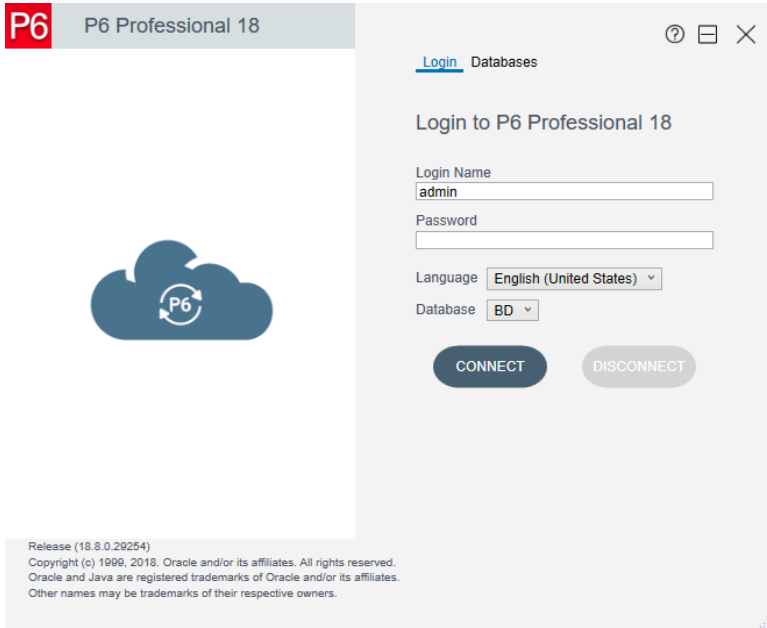 P6 P6 Professional 18
Login Databases
Login to P6 Professional 18
Login Name
admin
Password
Language English (United States)
Database BD
CONNECT DISCONNECT
P6
Release (18.8.0.29254)
Copyright (c) 1999, 2018. Oracle and/or its affiliates. All rights reserved.
Oracle and Java are registered trademarks of Oracle and/or its affiliates.
Other names may be trademarks of their respective owners.